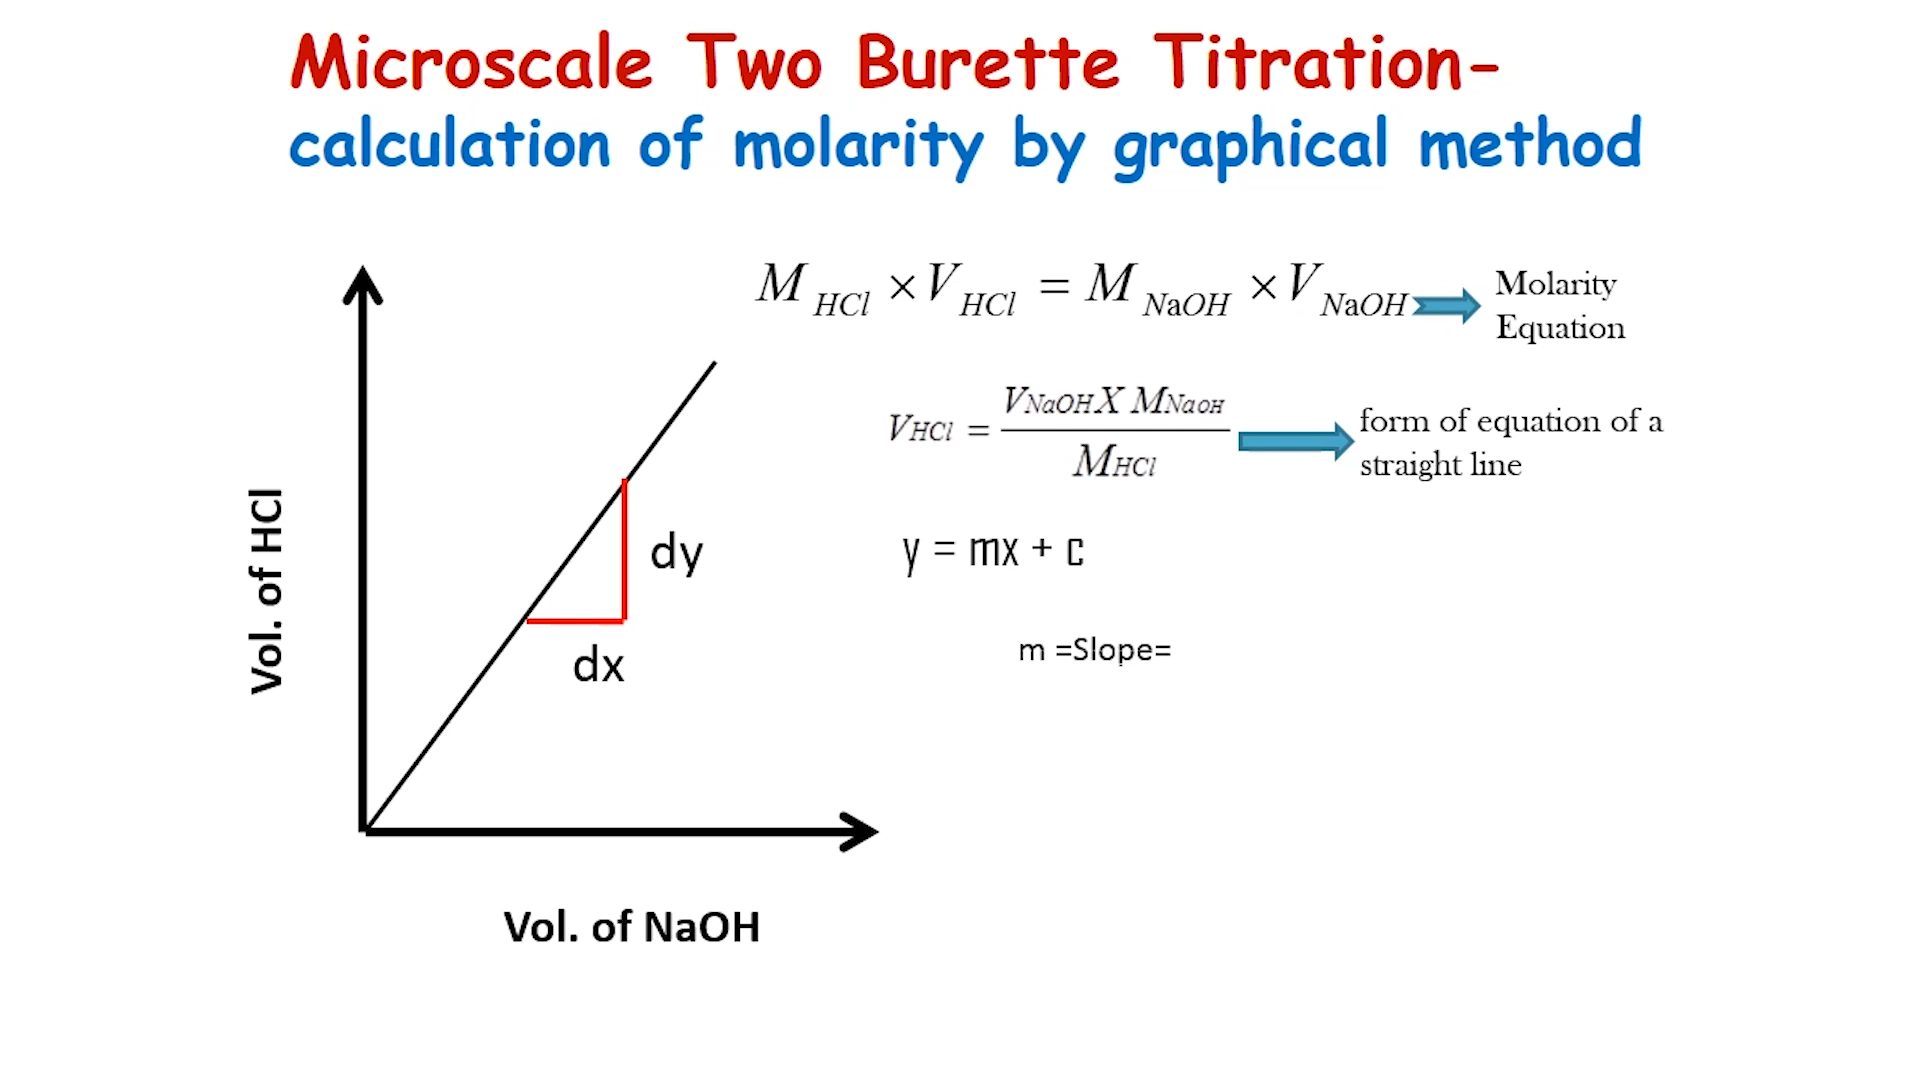 Microscale Two Burette Titration-
calculation of molarity by graphical method
M HCl × V HCl = M NaOH × V NaOH
Molarity
Equation
VHCl = VNaOH X MNaOH
MHCl
form of equation of a
straight line
y = mx + c
m =Slope=
Vol. of HCl
dy
dx
Vol. of NaOH